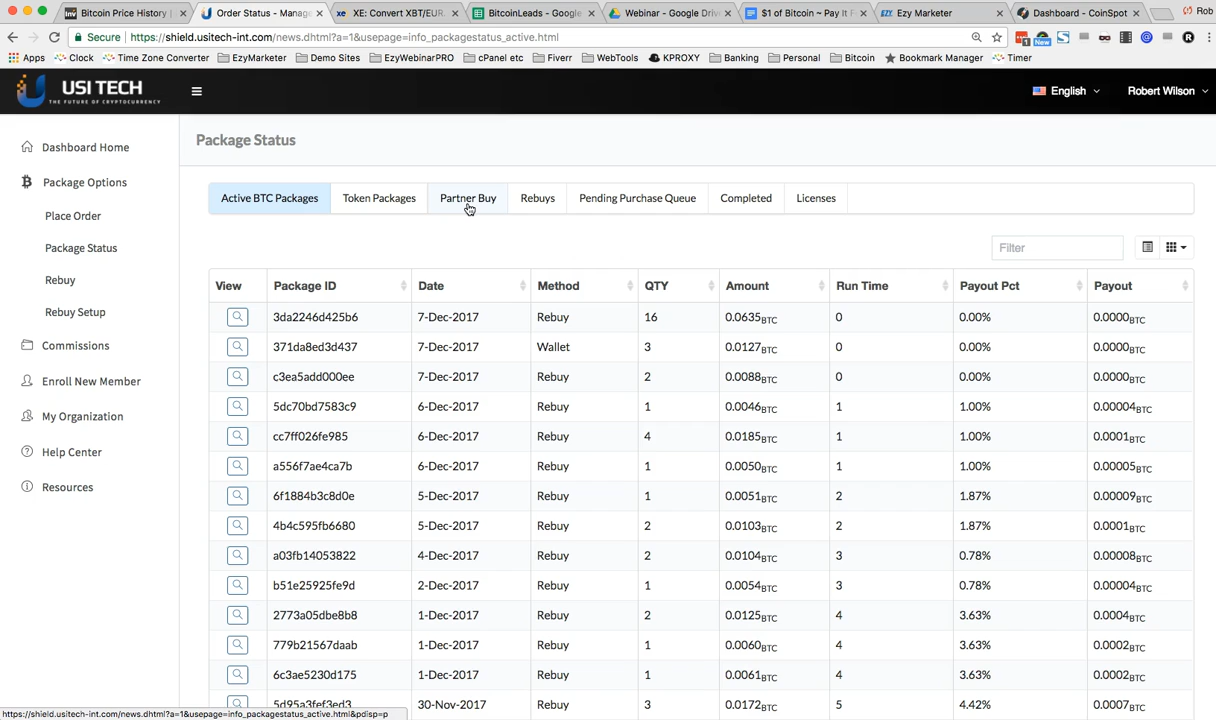 Bitcoin Price History
Order Status - Manage
XE: Convert XBT/EUR.
BitcoinLeads - Google
Webinar - Google Driv
$1 of Bitcoin ~ Pay It F
Ezy Marketer
Dashboard - CoinSpot
Rob
Secure
https://shield.usitech-int.com/news.dhtml?a=1&usepage=info_packagestatus_active.html
New
Apps
Clock
Time Zone Converter
EzyMarketer
Demo Sites
EzyWebinarPRO
cPanel etc
Fiverr
WebTools
KPROXY
Banking
Personal
Bitcoin
Bookmark Manager
Timer
USI TECH
THE FUTURE OF CRYPTOCURRENCY
English
Robert Wilson
Dashboard Home
Package Options
Place Order
Package Status
Rebuy
Rebuy Setup
Commissions
Enroll New Member
My Organization
Help Center
Resources
Package Status
Active BTC Packages Token Packages Partner Buy Rebuys Pending Purchase Queue Completed Licenses
Filter
View Package ID Date Method QTY Amount Run Time Payout Pct Payout
3da2246d425b6 7-Dec-2017 Rebuy 16 0.0635BTC 0 0.00% 0.0000BTC
371da8ed3d437 7-Dec-2017 Wallet 3 0.0127BTC 0 0.00% 0.0000BTC
c3ea5add000ee 7-Dec-2017 Rebuy 2 0.0088BTC 0 0.00% 0.0000BTC
5dc70bd7583c9 6-Dec-2017 Rebuy 1 0.0046BTC 1 1.00% 0.00004BTC
cc7ff026fe985 6-Dec-2017 Rebuy 4 0.0185BTC 1 1.00% 0.0001BTC
a556f7ae4ca7b 6-Dec-2017 Rebuy 1 0.0050BTC 1 1.00% 0.00005BTC
6f1884b3c8d0e 5-Dec-2017 Rebuy 1 0.0051BTC 2 1.87% 0.00009BTC
4b4c595fb6680 5-Dec-2017 Rebuy 2 0.0103BTC 2 1.87% 0.0001BTC
a03fb14053822 4-Dec-2017 Rebuy 2 0.0104BTC 3 0.78% 0.00008BTC
b51e25925fe9d 2-Dec-2017 Rebuy 1 0.0054BTC 3 0.78% 0.00004BTC
2773a05dbe8b8 1-Dec-2017 Rebuy 2 0.0125BTC 4 3.63% 0.0004BTC
779b21567daab 1-Dec-2017 Rebuy 1 0.0060BTC 4 3.63% 0.0002BTC
6c3ae5230d175 1-Dec-2017 Rebuy 1 0.0061BTC 4 3.63% 0.0002BTC
5d95a3fef3ed3 30-Nov-2017 Rebuy 3 0.0172BTC 5 4.42% 0.0007BTC
https://shield.usitech-int.com/news.dhtml?a=1&usepage=info_packagestatus_active.html&pdisp=p